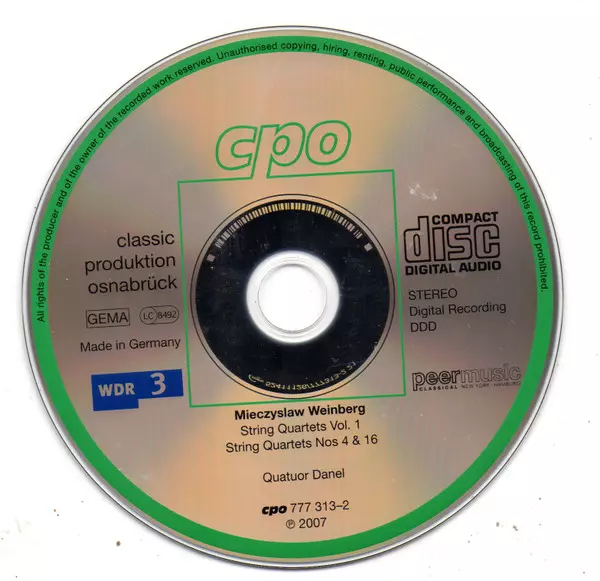 All rights of the producer and of the owner of the recorded work reserved. Unauthorised copying, hiring, renting, public performance and broadcasting of this record prohibited.
cpo
classic
produktion
osnabrück
GEMA LC 8492
Made in Germany
WDR 3
COMPACT
disc
DIGITAL AUDIO
STEREO
Digital Recording
DDD
peermusic
CLASSICAL NEW YORK · HAMBURG
Mieczyslaw Weinberg
String Quartets Vol. 1
String Quartets Nos 4 & 16
Quatuor Danel
cpo 777 313–2
℗ 2007